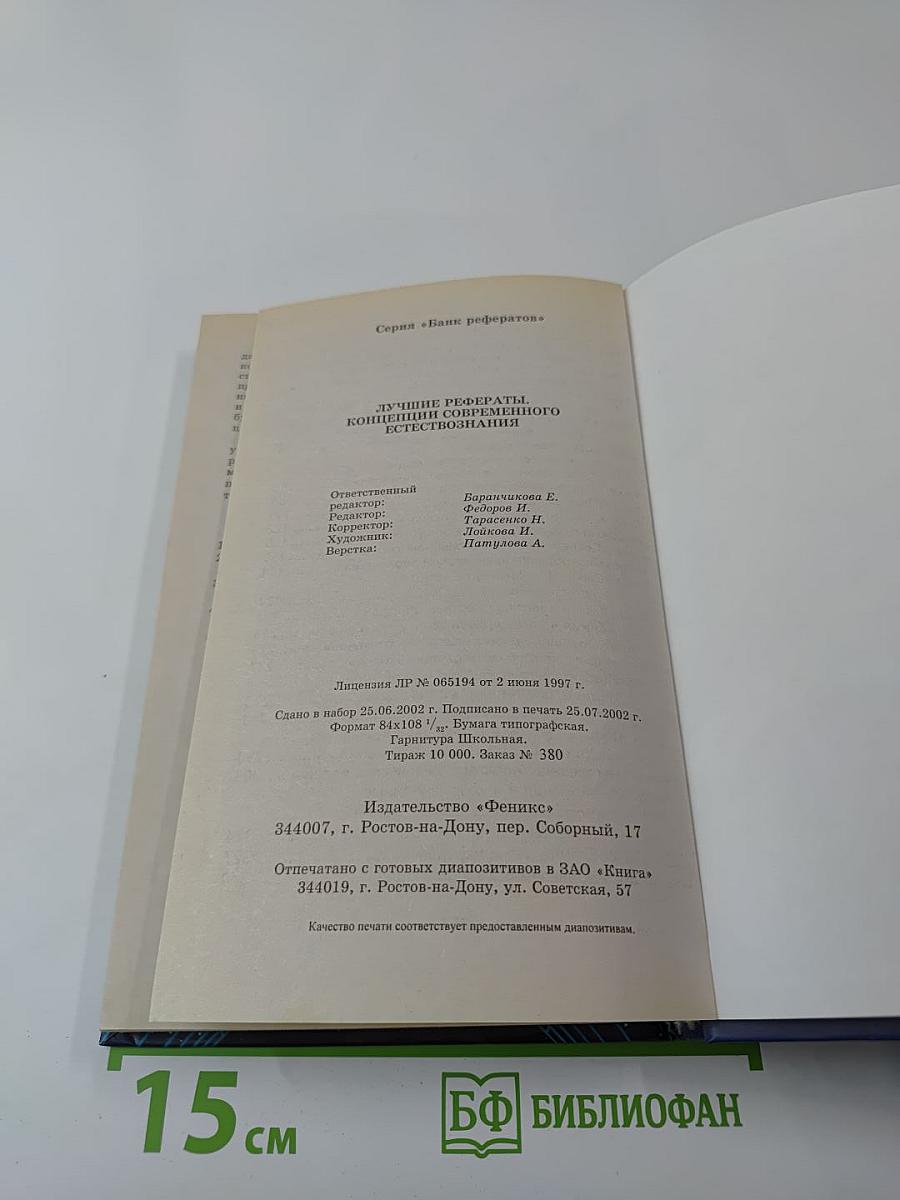 Серия «Банк рефератов»
ЛУЧШИЕ РЕФЕРАТЫ.
КОНЦЕПЦИИ СОВРЕМЕННОГО
ЕСТЕСТВОЗНАНИЯ
Ответственный
редактор: Баранчикова Е.
Редактор: Федоров И.
Корректор: Тарасенко Н.
Художник: Лойкова И.
Верстка: Патулова А.
Лицензия ЛР № 065194 от 2 июня 1997 г.
Сдано в набор 25.06.2002 г. Подписано в печать 25.07.2002 г.
Формат 84х108 1/32. Бумага типографская.
Гарнитура Школьная.
Тираж 10 000. Заказ № 380
Издательство «Феникс»
344007, г. Ростов-на-Дону, пер. Соборный, 17
Отпечатано с готовых диапозитивов в ЗАО «Книга»
344019, г. Ростов-на-Дону, ул. Советская, 57
Качество печати соответствует предоставленным диапозитивам.
15 см
БФ БИБЛИОФАН